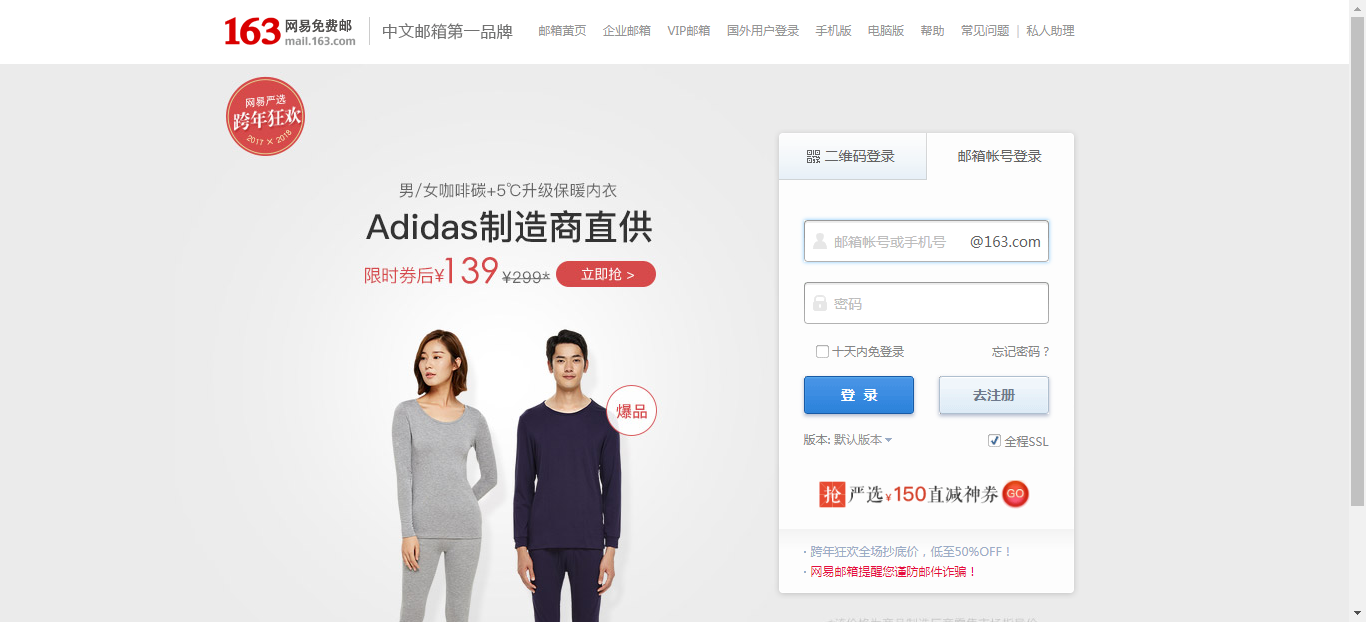 163 网易免费邮
mail.163.com
中文邮箱第一品牌
邮箱黄页 企业邮箱 VIP邮箱 国外用户登录 手机版 电脑版 帮助 常见问题 | 私人助理
网易严选
跨年狂欢
2017 × 2018
男/女咖啡碳+5℃升级保暖内衣
Adidas制造商直供
限时券后¥139 ¥299* 立即抢 >
爆品
二维码登录 邮箱帐号登录
邮箱帐号或手机号 @163.com
密码
十天内免登录 忘记密码？
登 录 去注册
版本: 默认版本 全程SSL
抢 严选¥150直减神券 GO
· 跨年狂欢全场抄底价，低至50%OFF！
· 网易邮箱提醒您谨防邮件诈骗！